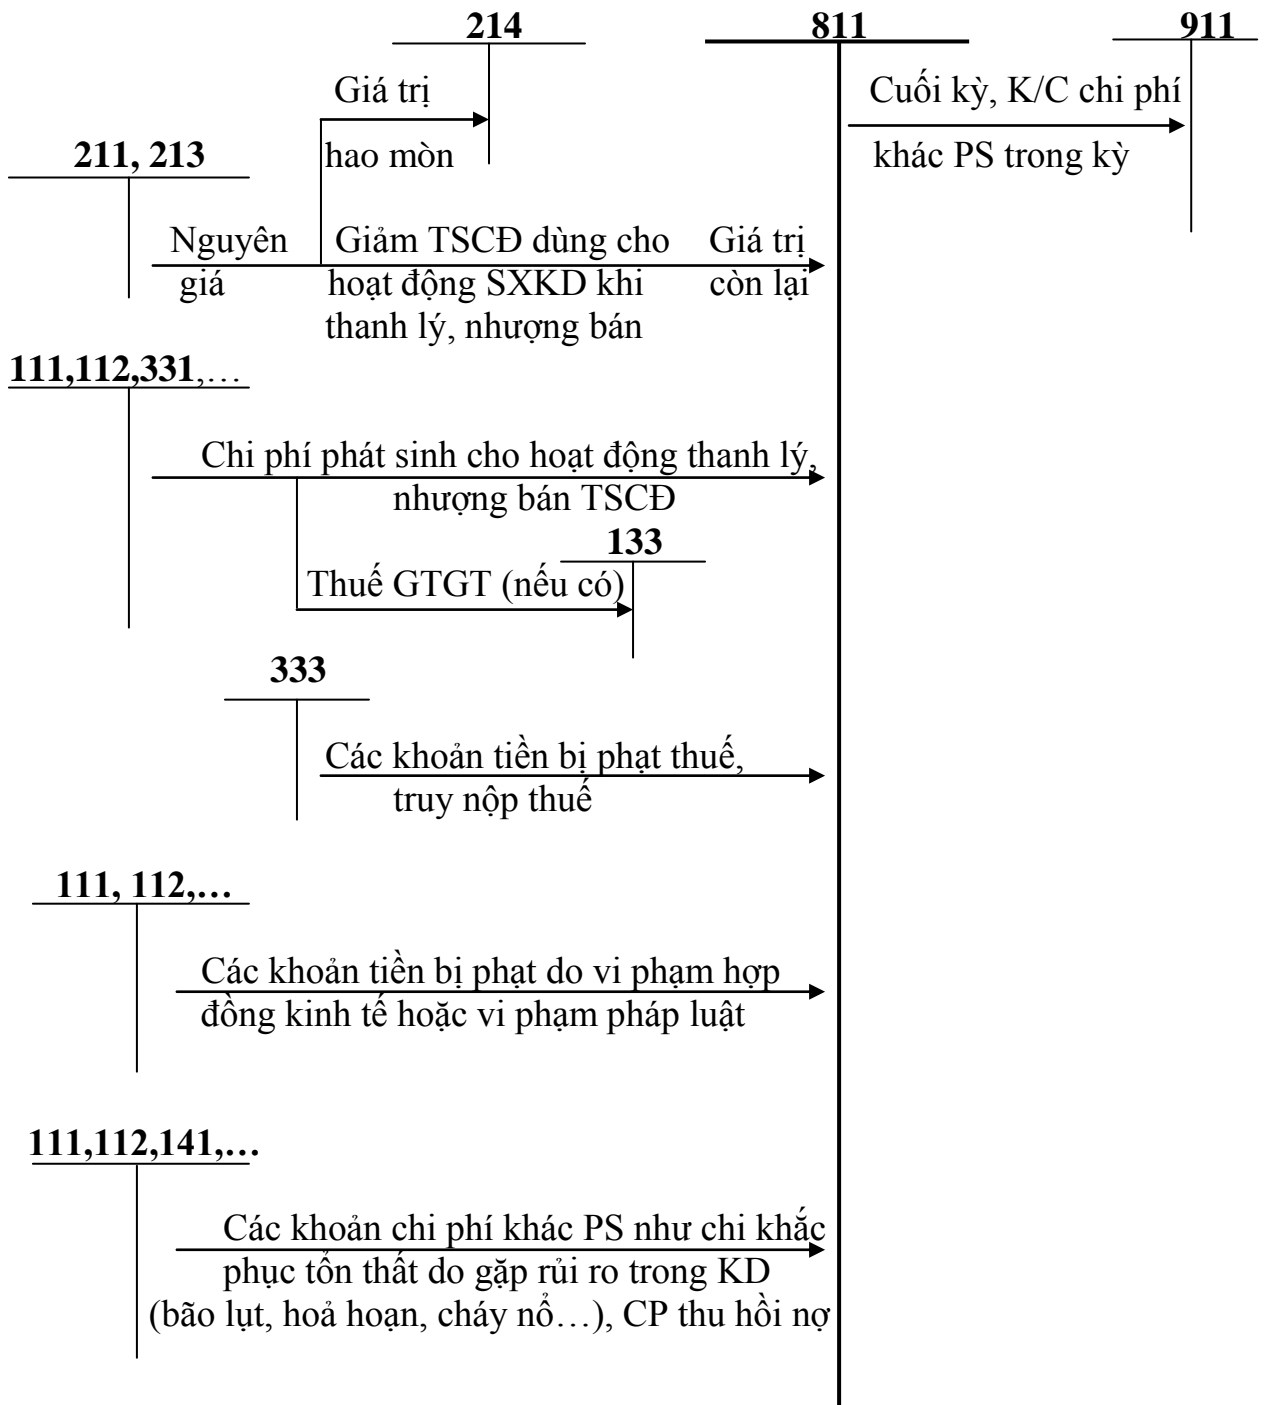 214
811
911
Giá trị
hao mòn
Cuối kỳ, K/C chi phí
khác PS trong kỳ
211, 213
Nguyên
giá
Giảm TSCĐ dùng cho
hoạt động SXKD khi
thanh lý, nhượng bán
Giá trị
còn lại
111,112,331,…
Chi phí phát sinh cho hoạt động thanh lý,
nhượng bán TSCĐ
133
Thuế GTGT (nếu có)
333
Các khoản tiền bị phạt thuế,
truy nộp thuế
111, 112,…
Các khoản tiền bị phạt do vi phạm hợp
đồng kinh tế hoặc vi phạm pháp luật
111,112,141,…
Các khoản chi phí khác PS như chi khắc
phục tổn thất do gặp rủi ro trong KD
(bão lụt, hoả hoạn, cháy nổ…), CP thu hồi nợ